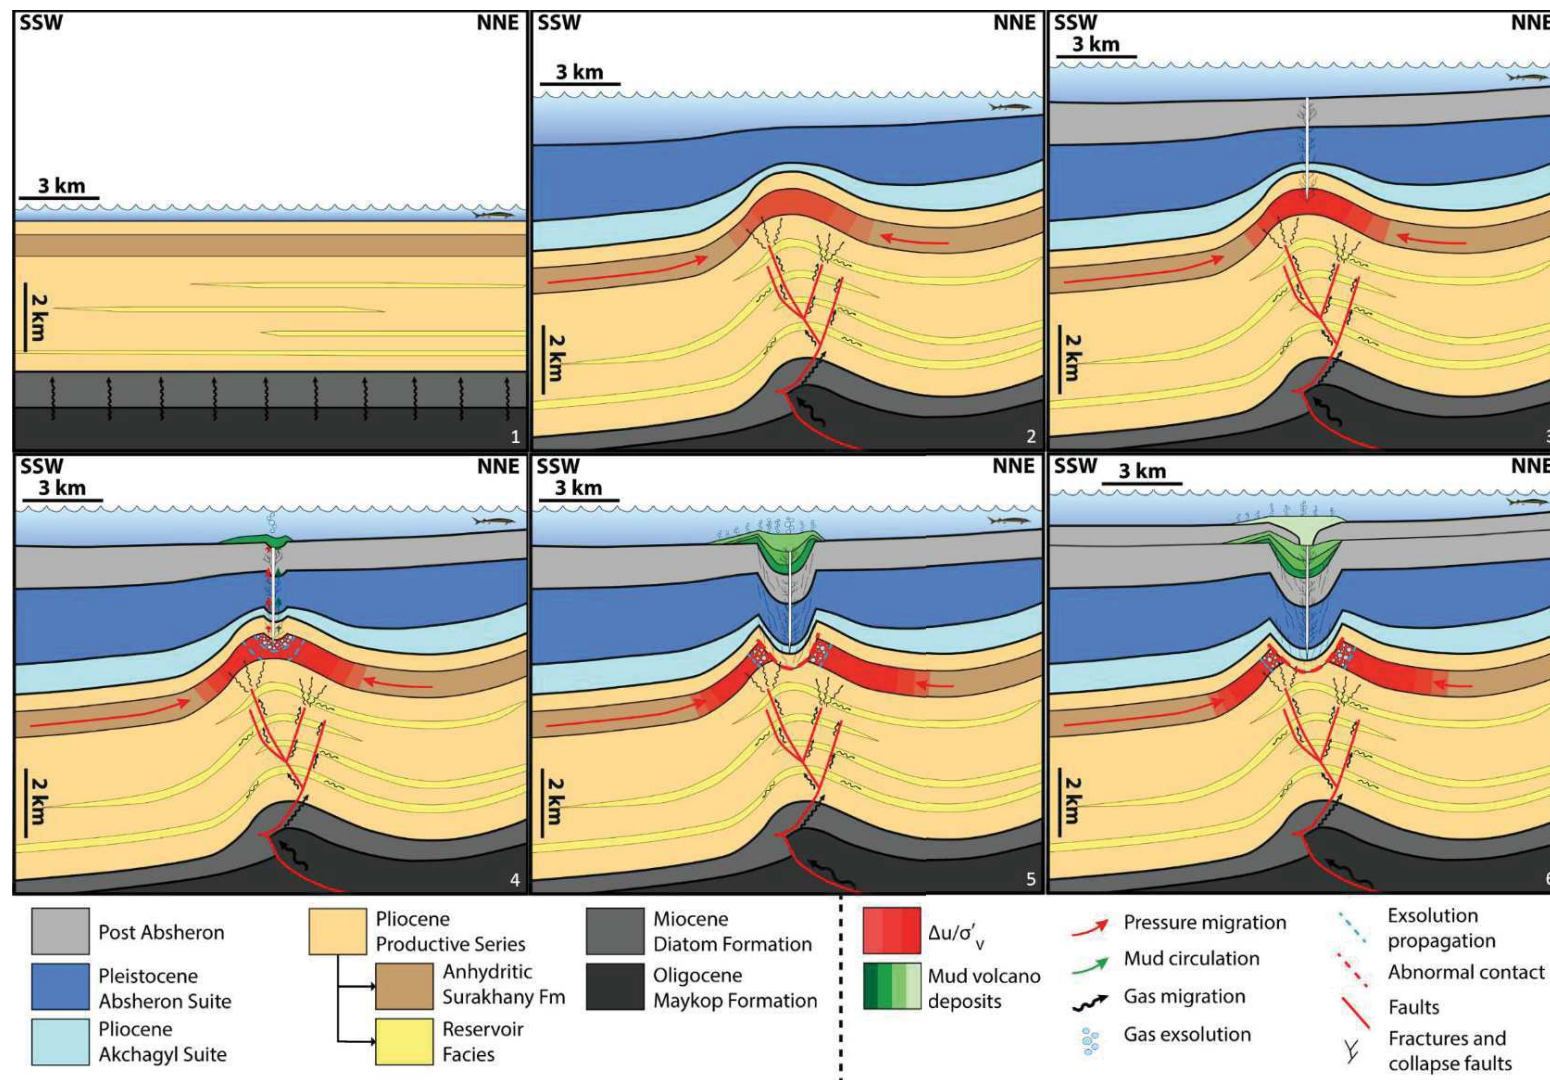 SSW
NNE
3 km
2 km
1
SSW
NNE
3 km
2 km
2
SSW
NNE
3 km
2 km
3
SSW
NNE
3 km
2 km
4
SSW
NNE
3 km
2 km
5
SSW
NNE
3 km
2 km
6
Post Absheron
Pleistocene
Absheron Suite
Pliocene
Akchagyl Suite
Pliocene
Productive Series
Anhydritic
Surakhany Fm
Reservoir
Facies
Miocene
Diatom Formation
Oligocene
Maykop Formation
Δu/σ'v
Mud volcano
deposits
Pressure migration
Mud circulation
Gas migration
Gas exsolution
Exsolution
propagation
Abnormal contact
Faults
Fractures and
collapse faults